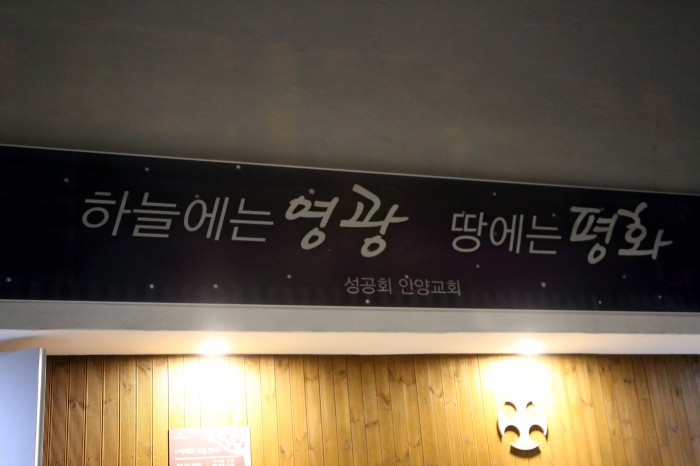 하늘에는 영광 땅에는 평화
성공회 안양교회